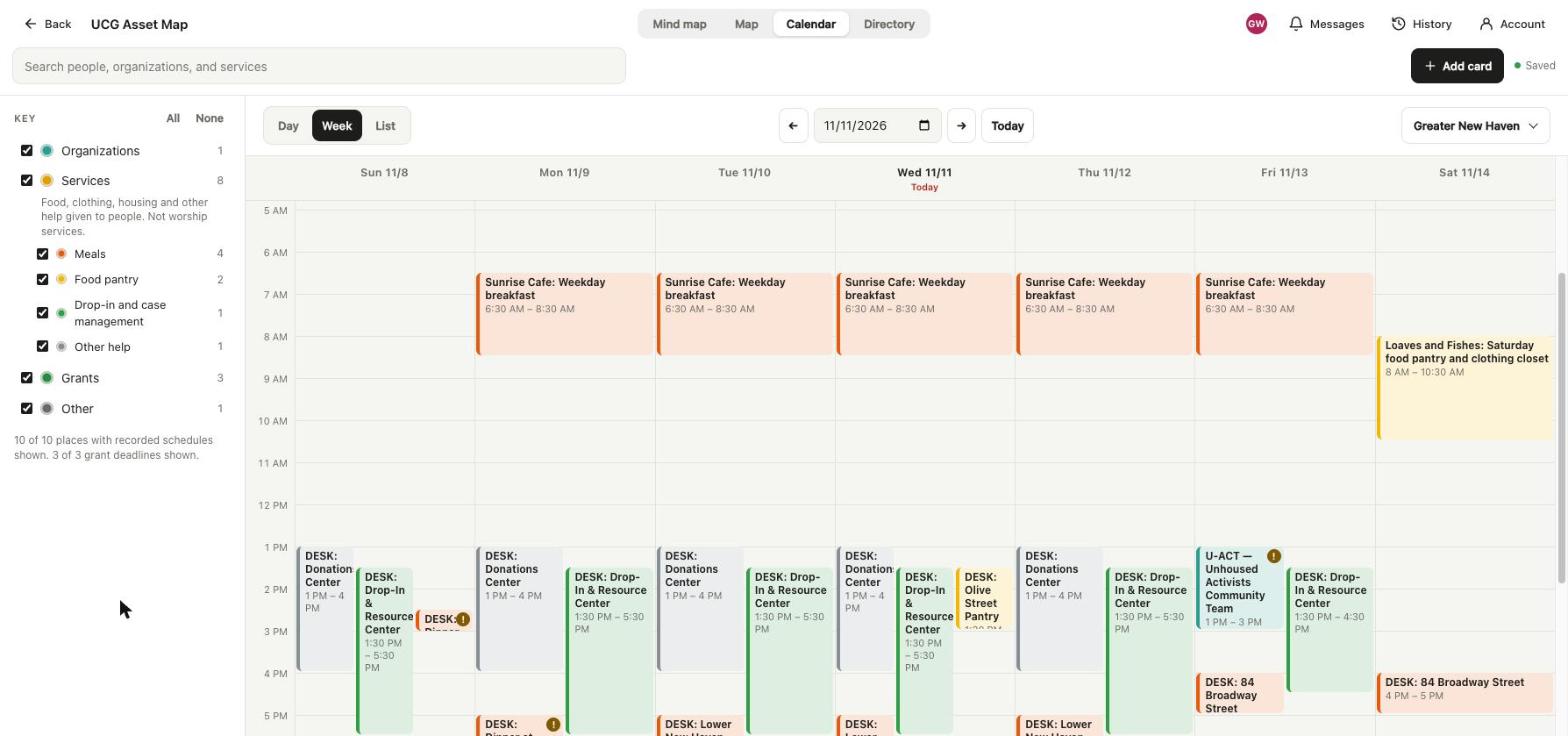 Back
UCG Asset Map
Mind map
Map
Calendar
Directory
GW
Messages
History
Account
Search people, organizations, and services
+ Add card
Saved
KEY
All
None
Organizations 1
Services 8
Food, clothing, housing and other
help given to people. Not worship
services.
Meals 4
Food pantry 2
Drop-in and case
management 1
Other help 1
Grants 3
Other 1
10 of 10 places with recorded schedules
shown. 3 of 3 grant deadlines shown.
Day
Week
List
11/11/2026
Today
Greater New Haven
Sun 11/8
Mon 11/9
Tue 11/10
Wed 11/11
Today
Thu 11/12
Fri 11/13
Sat 11/14
5 AM
6 AM
7 AM
8 AM
9 AM
10 AM
11 AM
12 PM
1 PM
2 PM
3 PM
4 PM
5 PM
DESK:
Donations
Center
1 PM – 4
PM
DESK:
Drop-In
&
Resource
Center
1:30 PM
– 5:30
PM
DESK:
!
Sunrise Cafe: Weekday
breakfast
6:30 AM – 8:30 AM
DESK:
Donations
Center
1 PM – 4 PM
DESK: Drop-
In & Resource
Center
1:30 PM – 5:30
PM
DESK:
!
Sunrise Cafe: Weekday
breakfast
6:30 AM – 8:30 AM
DESK:
Donations
Center
1 PM – 4 PM
DESK: Drop-
In & Resource
Center
1:30 PM – 5:30
PM
DESK: Lower
Sunrise Cafe: Weekday
breakfast
6:30 AM – 8:30 AM
DESK:
Donations
Center
1 PM – 4
PM
DESK:
Drop-In
&
Resource
Center
1:30 PM
– 5:30
PM
DESK:
Olive
Street
Pantry
DESK:
Sunrise Cafe: Weekday
breakfast
6:30 AM – 8:30 AM
DESK:
Donations
Center
1 PM – 4 PM
DESK: Drop-
In & Resource
Center
1:30 PM – 5:30
PM
DESK: Lower
Sunrise Cafe: Weekday
breakfast
6:30 AM – 8:30 AM
U-ACT —
Unhoused
Activists
Community
Team
1 PM – 3 PM
!
DESK: Drop-
In & Resource
Center
1:30 PM – 4:30
PM
DESK: 84
Broadway
Street
Loaves and Fishes: Saturday
food pantry and clothing closet
8 AM – 10:30 AM
DESK: 84 Broadway Street
4 PM – 5 PM